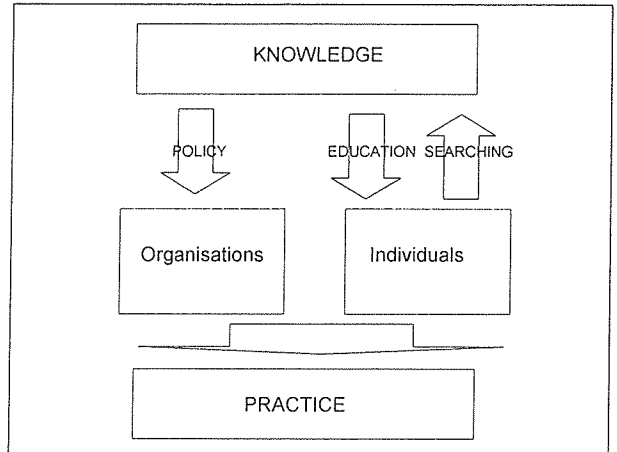 KNOWLEDGE
POLICY
EDUCATION SEARCHING
Organisations
Individuals
PRACTICE